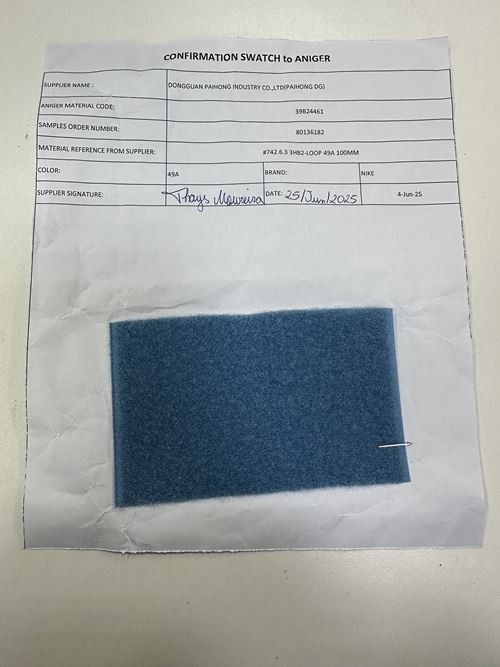 CONFIRMATION SWATCH to ANIGER
SUPPLIER NAME : DONGGUAN PAIHONG INDUSTRY CO.,LTD(PAIHONG DG)
ANIGER MATERIAL CODE: 39B24461
SAMPLES ORDER NUMBER: 80136182
MATERIAL REFERENCE FROM SUPPLIER: #742.6.3 3HB2-LOOP 49A 100MM
COLOR: 49A BRAND: NIKE
SUPPLIER SIGNATURE: Thays Moureira DATE: 25/Jun/2025 4-Jun-25